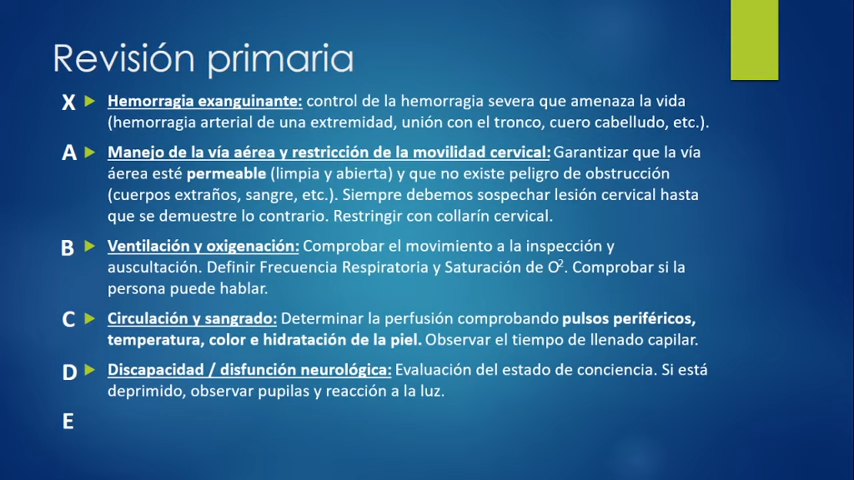 Revisión primaria
X Hemorragia exanguinante: control de la hemorragia severa que amenaza la vida
(hemorragia arterial de una extremidad, unión con el tronco, cuero cabelludo, etc.).
A Manejo de la vía aérea y restricción de la movilidad cervical: Garantizar que la vía
áerea esté permeable (limpia y abierta) y que no existe peligro de obstrucción
(cuerpos extraños, sangre, etc.). Siempre debemos sospechar lesión cervical hasta
que se demuestre lo contrario. Restringir con collarín cervical.
B Ventilación y oxigenación: Comprobar el movimiento a la inspección y
auscultación. Definir Frecuencia Respiratoria y Saturación de O². Comprobar si la
persona puede hablar.
C Circulación y sangrado: Determinar la perfusión comprobando pulsos periféricos,
temperatura, color e hidratación de la piel. Observar el tiempo de llenado capilar.
D Discapacidad / disfunción neurológica: Evaluación del estado de conciencia. Si está
deprimido, observar pupilas y reacción a la luz.
E